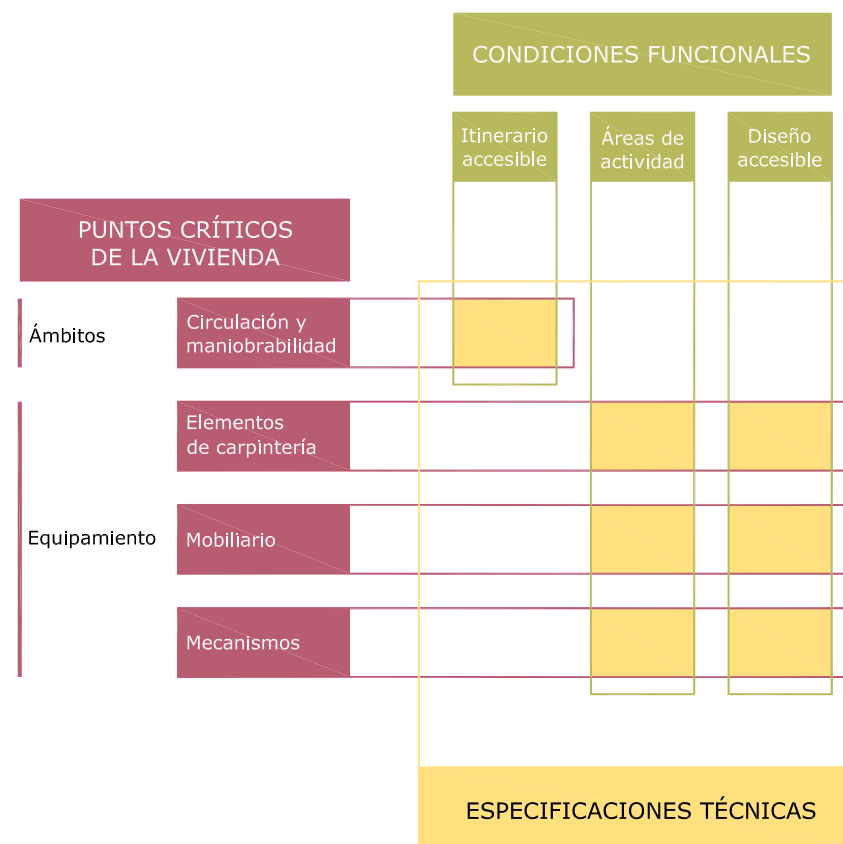 CONDICIONES FUNCIONALES
Itinerario
accesible
Áreas de
actividad
Diseño
accesible
PUNTOS CRÍTICOS
DE LA VIVIENDA
Ámbitos
Circulación y
maniobrabilidad
Elementos
de carpintería
Equipamiento
Mobiliario
Mecanismos
ESPECIFICACIONES TÉCNICAS